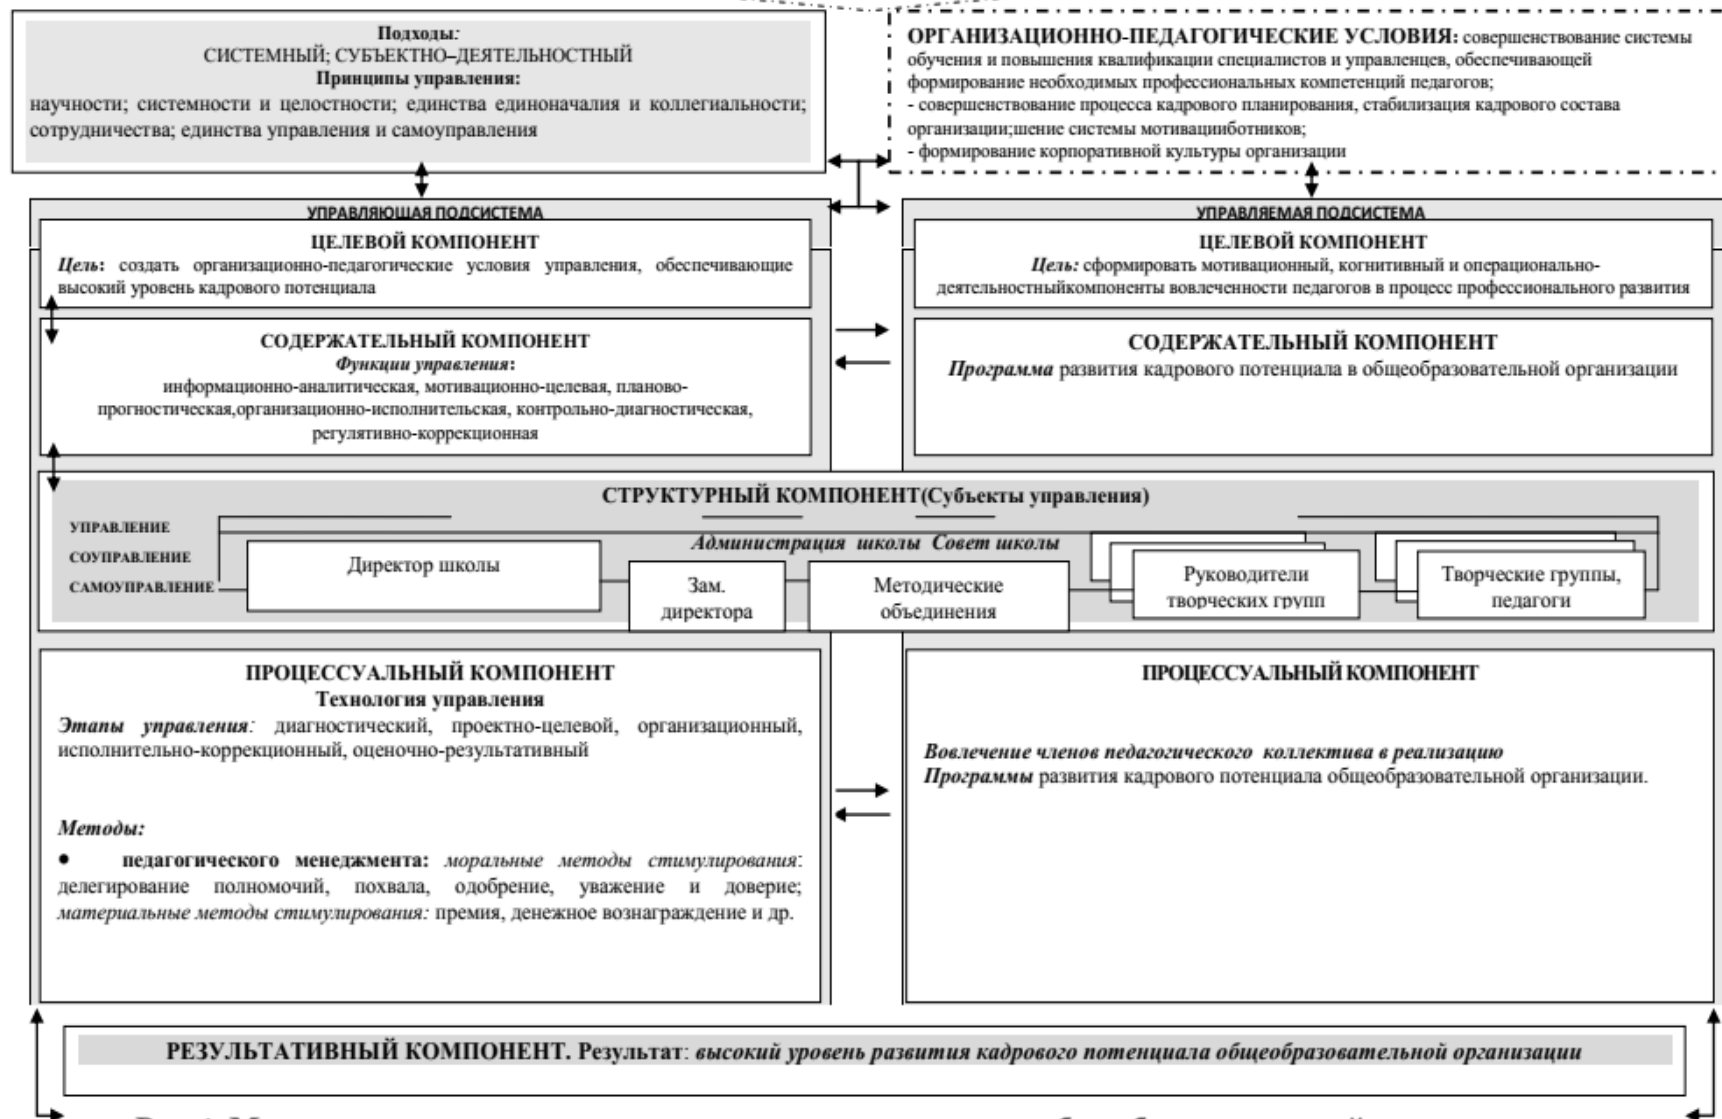 Подходы:
СИСТЕМНЫЙ; СУБЪЕКТНО–ДЕЯТЕЛЬНОСТНЫЙ
Принципы управления:
научности; системности и целостности; единства единоначалия и коллегиальности;
сотрудничества; единства управления и самоуправления
ОРГАНИЗАЦИОННО-ПЕДАГОГИЧЕСКИЕ УСЛОВИЯ: совершенствование системы
обучения и повышения квалификации специалистов и управленцев, обеспечивающей
формирование необходимых профессиональных компетенций педагогов;
- совершенствование процесса кадрового планирования, стабилизация кадрового состава
организации;шение системы мотивацииботников;
- формирование корпоративной культуры организации
УПРАВЛЯЮЩАЯ ПОДСИСТЕМА
ЦЕЛЕВОЙ КОМПОНЕНТ
Цель: создать организационно-педагогические условия управления, обеспечивающие
высокий уровень кадрового потенциала
СОДЕРЖАТЕЛЬНЫЙ КОМПОНЕНТ
Функции управления:
информационно-аналитическая, мотивационно-целевая, планово-
прогностическая,организационно-исполнительская, контрольно-диагностическая,
регулятивно-коррекционная
УПРАВЛЯЕМАЯ ПОДСИСТЕМА
ЦЕЛЕВОЙ КОМПОНЕНТ
Цель: сформировать мотивационный, когнитивный и операционально-
деятельностныйкомпоненты вовлеченности педагогов в процесс профессионального развития
СОДЕРЖАТЕЛЬНЫЙ КОМПОНЕНТ
Программа развития кадрового потенциала в общеобразовательной организации
СТРУКТУРНЫЙ КОМПОНЕНТ(Субъекты управления)
УПРАВЛЕНИЕ
СОУПРАВЛЕНИЕ
САМОУПРАВЛЕНИЕ
Администрация школы Совет школы
Директор школы
Зам.
директора
Методические
объединения
Руководители
творческих групп
Творческие группы,
педагоги
ПРОЦЕССУАЛЬНЫЙ КОМПОНЕНТ
Технология управления
Этапы управления: диагностический, проектно-целевой, организационный,
исполнительно-коррекционный, оценочно-результативный
Методы:
● педагогического менеджмента: моральные методы стимулирования:
делегирование полномочий, похвала, одобрение, уважение и доверие;
материальные методы стимулирования: премия, денежное вознаграждение и др.
ПРОЦЕССУАЛЬНЫЙ КОМПОНЕНТ
Вовлечение членов педагогического коллектива в реализацию
Программы развития кадрового потенциала общеобразовательной организации.
РЕЗУЛЬТАТИВНЫЙ КОМПОНЕНТ. Результат: высокий уровень развития кадрового потенциала общеобразовательной организации